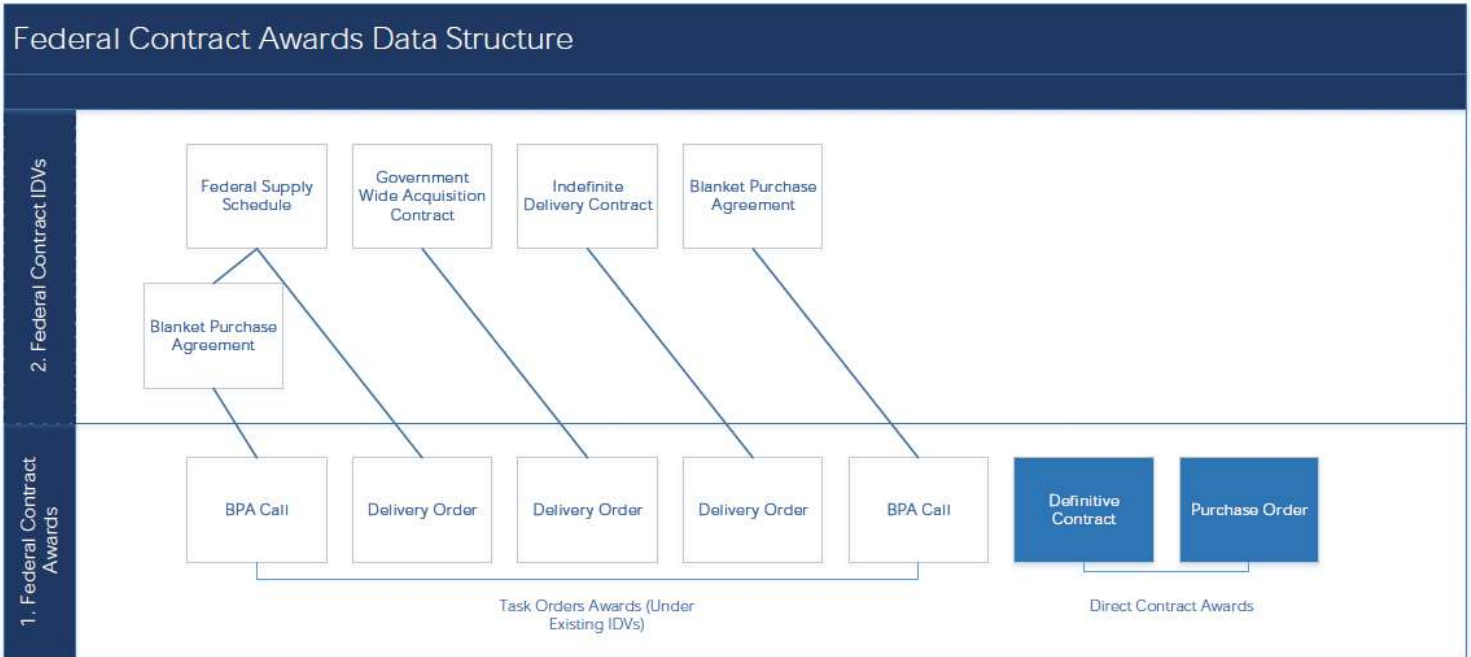 Federal Contract Awards Data Structure
2. Federal Contract IDVs
Federal Supply
Schedule
Government
Wide Acquisition
Contract
Indefinite
Delivery Contract
Blanket Purchase
Agreement
Blanket Purchase
Agreement
1. Federal Contract
Awards
BPA Call
Delivery Order
Delivery Order
Delivery Order
BPA Call
Definitive
Contract
Purchase Order
Task Orders Awards (Under
Existing IDVs)
Direct Contract Awards